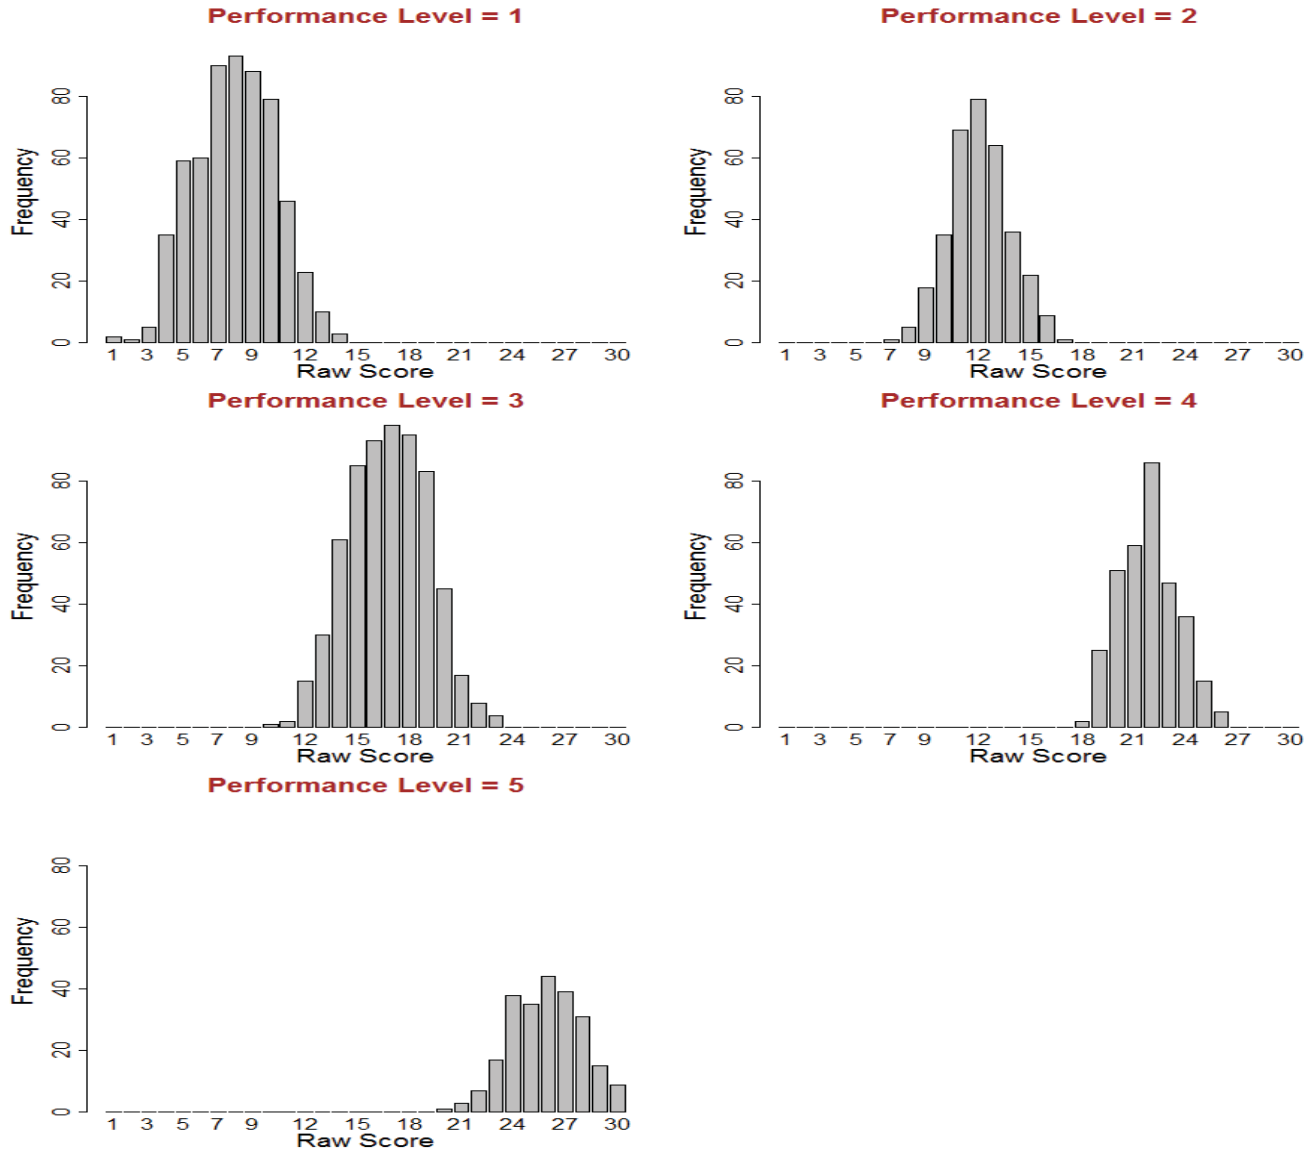 Performance Level = 1
Frequency
0 20 40 60 80
1 3 5 7 9 12 15 18 21 24 27 30
Raw Score
Performance Level = 2
Frequency
0 20 40 60 80
1 3 5 7 9 12 15 18 21 24 27 30
Raw Score
Performance Level = 3
Frequency
0 20 40 60 80
1 3 5 7 9 12 15 18 21 24 27 30
Raw Score
Performance Level = 4
Frequency
0 20 40 60 80
1 3 5 7 9 12 15 18 21 24 27 30
Raw Score
Performance Level = 5
Frequency
0 20 40 60 80
1 3 5 7 9 12 15 18 21 24 27 30
Raw Score